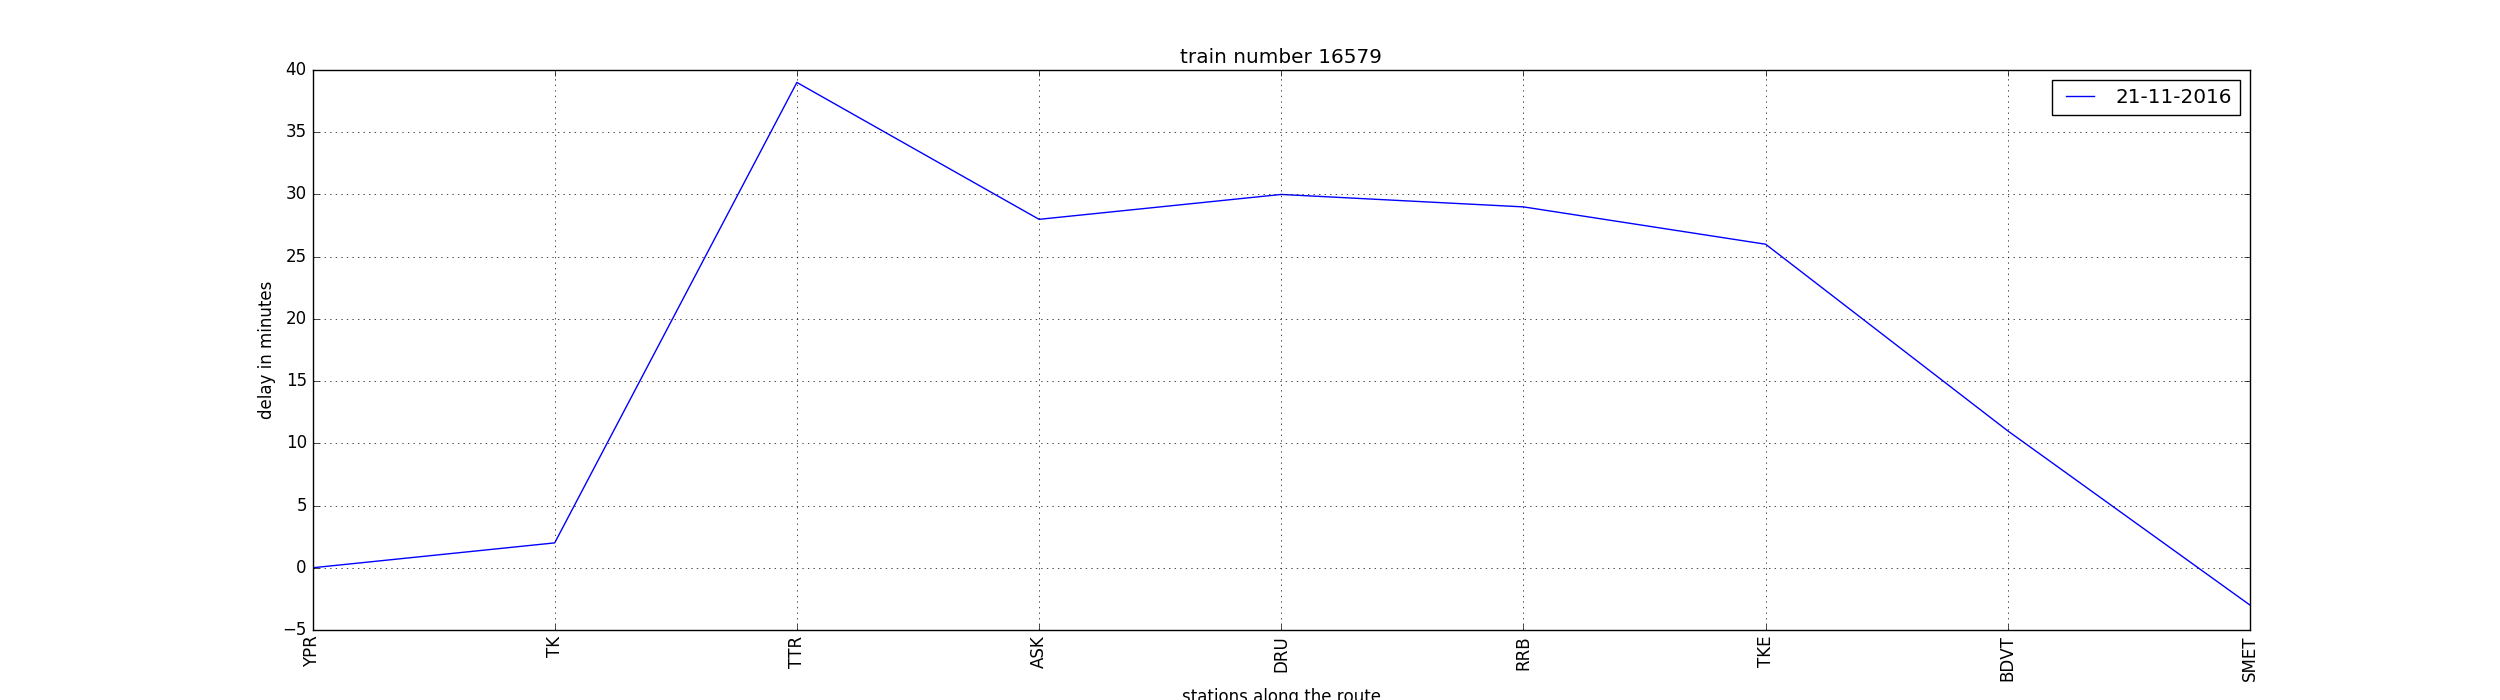 train number 16579
21-11-2016
delay in minutes
40
35
30
25
20
15
10
5
0
−5
YPR
TK
TTR
ASK
DRU
RRB
TKE
BDVT
SMET
stations along the route